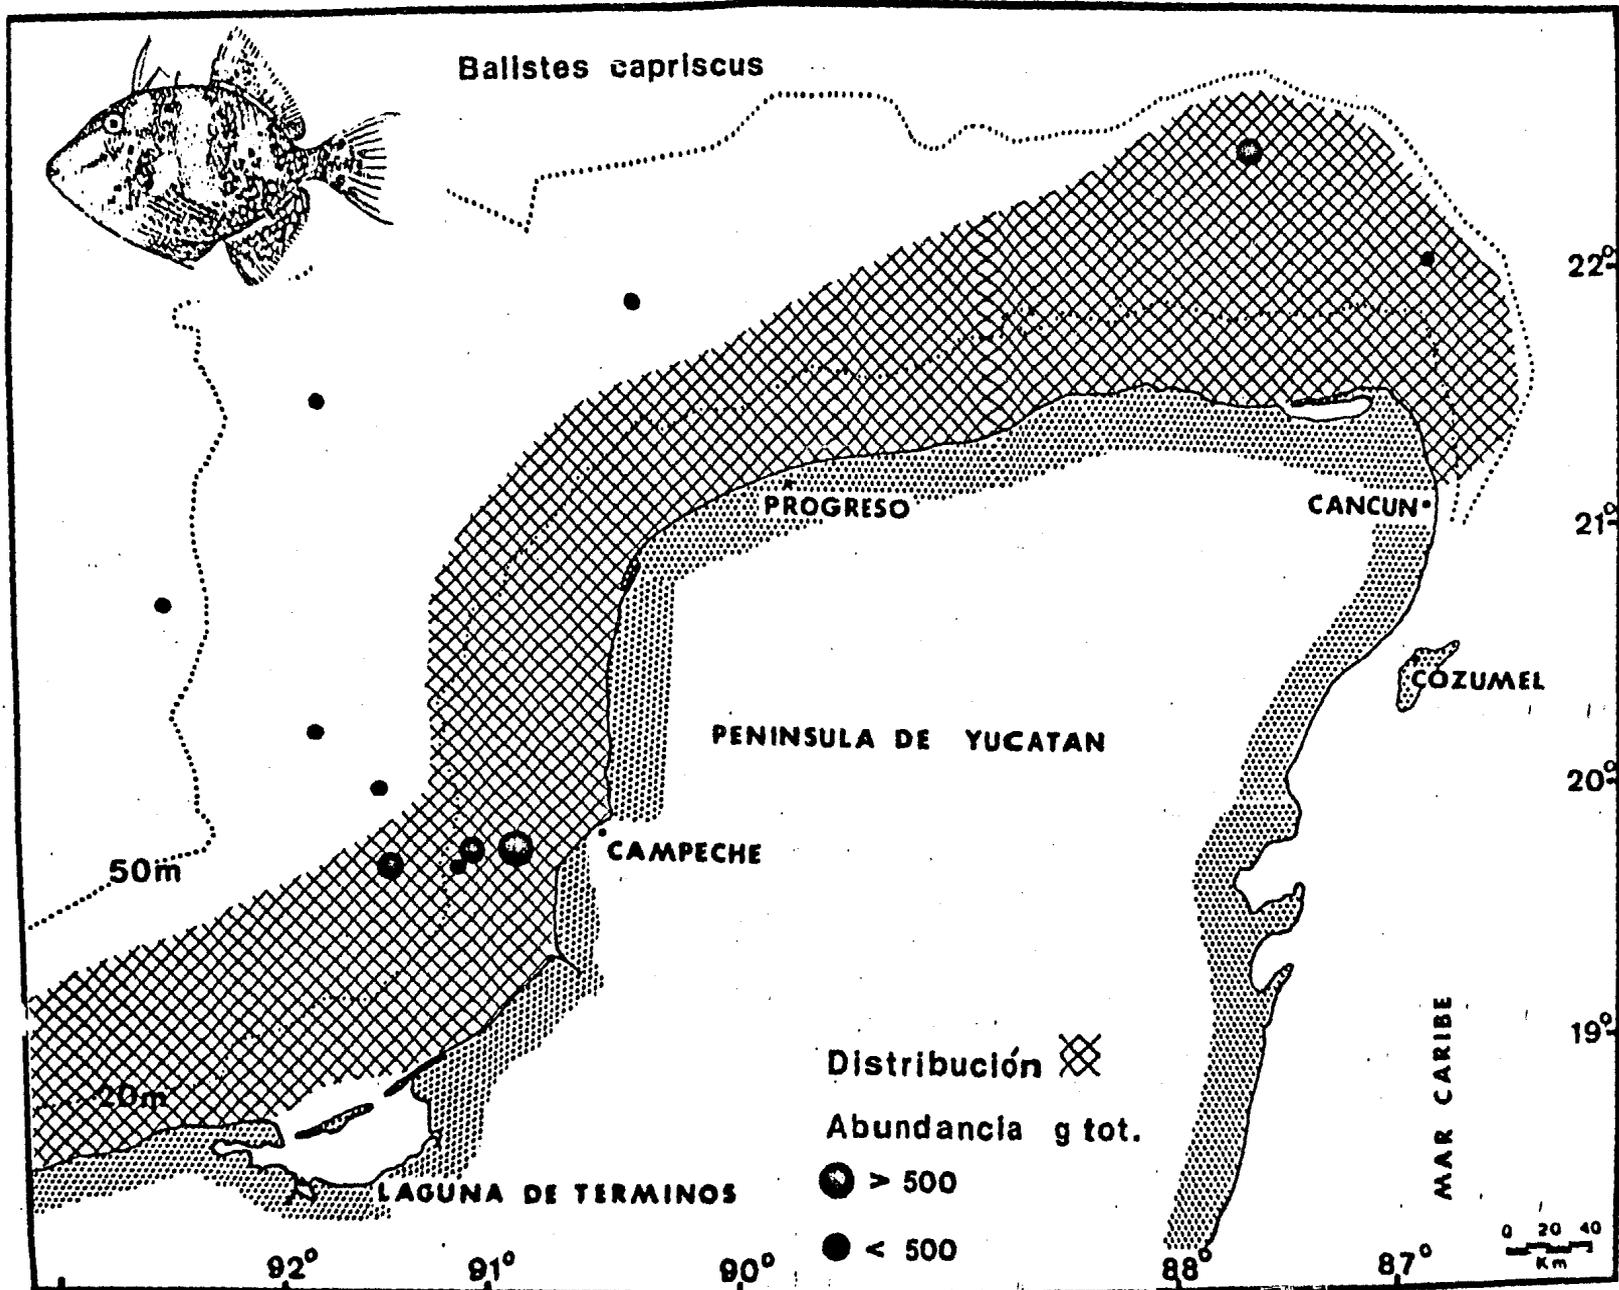 Balistes capriscus
22°
PROGRESO
CANCUN
21°
COZUMEL
PENINSULA DE YUCATAN
20°
CAMPECHE
50m
19°
Distribución
20m
Abundancia g tot.
MAR CARIBE
> 500
LAGUNA DE TERMINOS
< 500
0 20 40
Km
92° 91° 90° 88° 87°